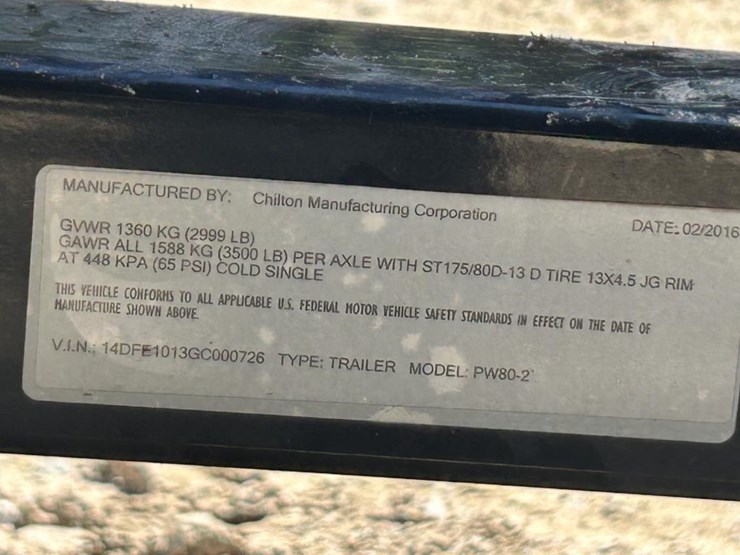 MANUFACTURED BY: Chilton Manufacturing Corporation DATE: 02/2016
GVWR 1360 KG (2999 LB)
GAWR ALL 1588 KG (3500 LB) PER AXLE WITH ST175/80D-13 D TIRE 13X4.5 JG RIM
AT 448 KPA (65 PSI) COLD SINGLE
THIS VEHICLE CONFORMS TO ALL APPLICABLE U.S. FEDERAL MOTOR VEHICLE SAFETY STANDARDS IN EFFECT ON THE DATE OF
MANUFACTURE SHOWN ABOVE.
V.I.N.: 14DFE1013GC000726 TYPE: TRAILER MODEL: PW80-2